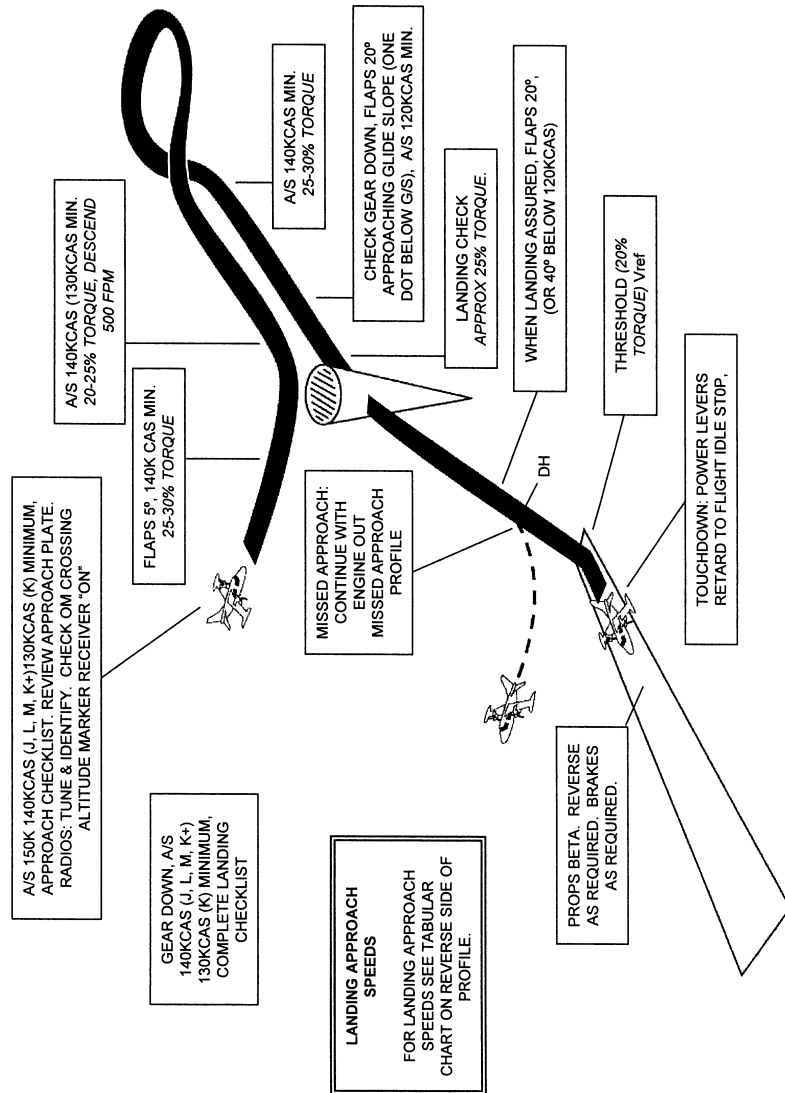 A/S 150K 140KCAS (J, L, M, K+)130KCAS (K) MINIMUM,
APPROACH CHECKLIST. REVIEW APPROACH PLATE.
RADIOS: TUNE & IDENTIFY. CHECK OM CROSSING
ALTITUDE MARKER RECEIVER "ON"
A/S 140KCAS (130KCAS MIN.
20-25% TORQUE, DESCEND
500 FPM
FLAPS 5º, 140K CAS MIN.
25-30% TORQUE
A/S 140KCAS MIN.
25-30% TORQUE
GEAR DOWN, A/S
140KCAS (J, L, M, K+)
130KCAS (K) MINIMUM,
COMPLETE LANDING
CHECKLIST
CHECK GEAR DOWN, FLAPS 20º
APPROACHING GLIDE SLOPE (ONE
DOT BELOW G/S), A/S 120KCAS MIN.
LANDING CHECK
APPROX 25% TORQUE.
MISSED APPROACH:
CONTINUE WITH
ENGINE OUT
MISSED APPROACH
PROFILE
WHEN LANDING ASSURED, FLAPS 20º,
(OR 40º BELOW 120KCAS)
DH
LANDING APPROACH
SPEEDS
FOR LANDING APPROACH
SPEEDS SEE TABULAR
CHART ON REVERSE SIDE OF
PROFILE.
THRESHOLD (20%
TORQUE) Vref
TOUCHDOWN: POWER LEVERS
RETARD TO FLIGHT IDLE STOP,
PROPS BETA. REVERSE
AS REQUIRED. BRAKES
AS REQUIRED.